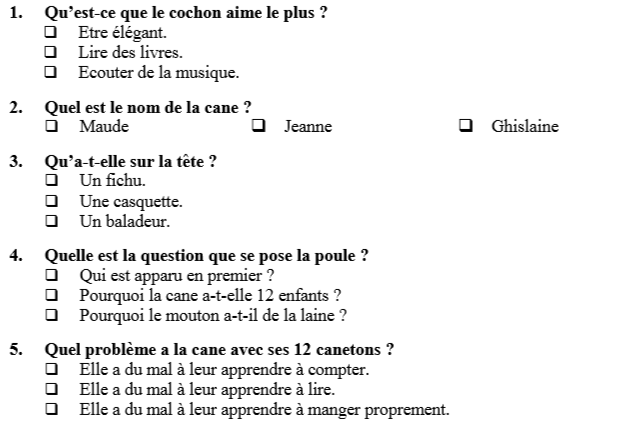 1. Qu’est-ce que le cochon aime le plus ?
❑ Etre élégant.
❑ Lire des livres.
❑ Ecouter de la musique.
2. Quel est le nom de la cane ?
❑ Maude ❑ Jeanne ❑ Ghislaine
3. Qu’a-t-elle sur la tête ?
❑ Un fichu.
❑ Une casquette.
❑ Un baladeur.
4. Quelle est la question que se pose la poule ?
❑ Qui est apparu en premier ?
❑ Pourquoi la cane a-t-elle 12 enfants ?
❑ Pourquoi le mouton a-t-il de la laine ?
5. Quel problème a la cane avec ses 12 canetons ?
❑ Elle a du mal à leur apprendre à compter.
❑ Elle a du mal à leur apprendre à lire.
❑ Elle a du mal à leur apprendre à manger proprement.